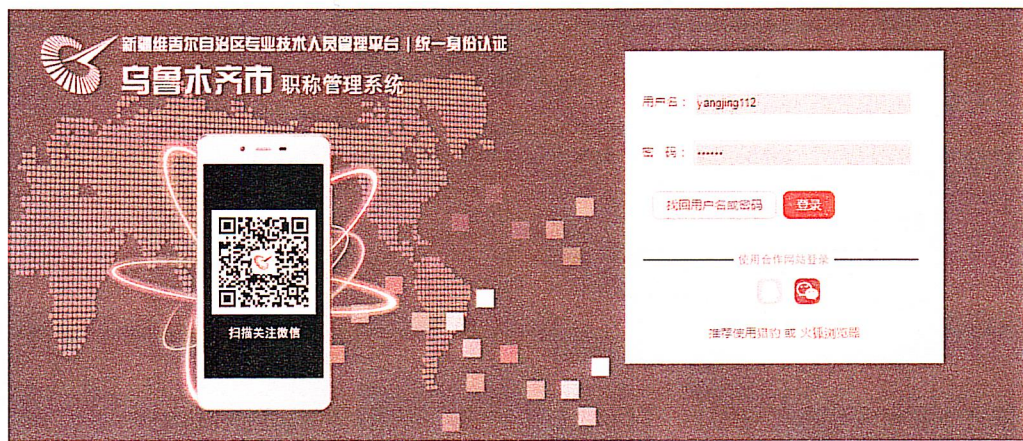 新疆维吾尔自治区专业技术人员管理平台 | 统一身份认证
乌鲁木齐市 职称管理系统
扫描关注微信
用户名： yangjing112
密 码： ••••••
找回用户名或密码 登录
使用合作网站登录
推荐使用猎豹 或 火狐浏览器